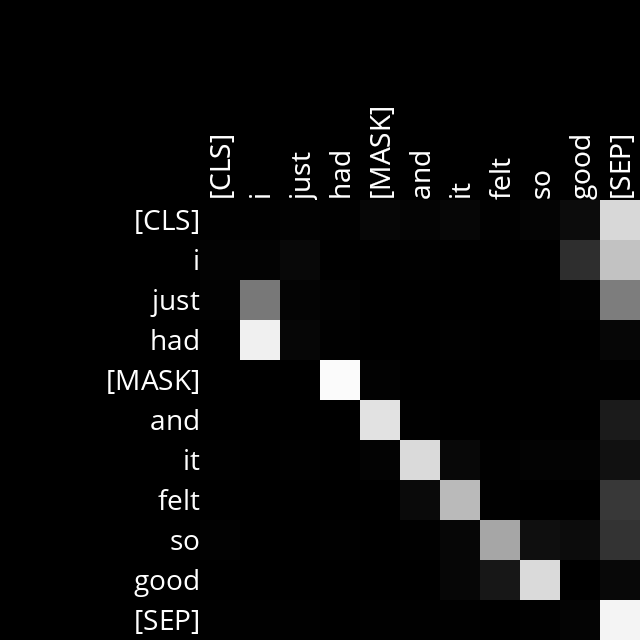 [CLS] i just had [MASK] and it felt so good [SEP]
[CLS]
i
just
had
[MASK]
and
it
felt
so
good
[SEP]